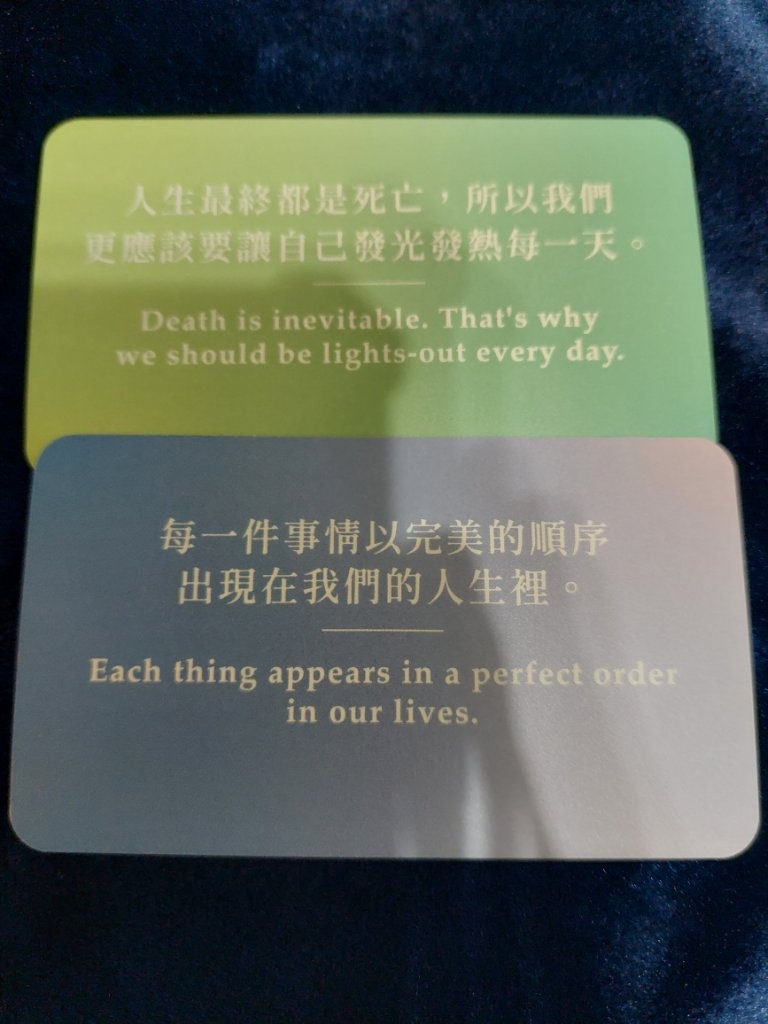 人生最終都是死亡，所以我們
更應該要讓自己發光發熱每一天。
Death is inevitable. That's why
we should be lights-out every day.
每一件事情以完美的順序
出現在我們的人生裡。
Each thing appears in a perfect order
in our lives.